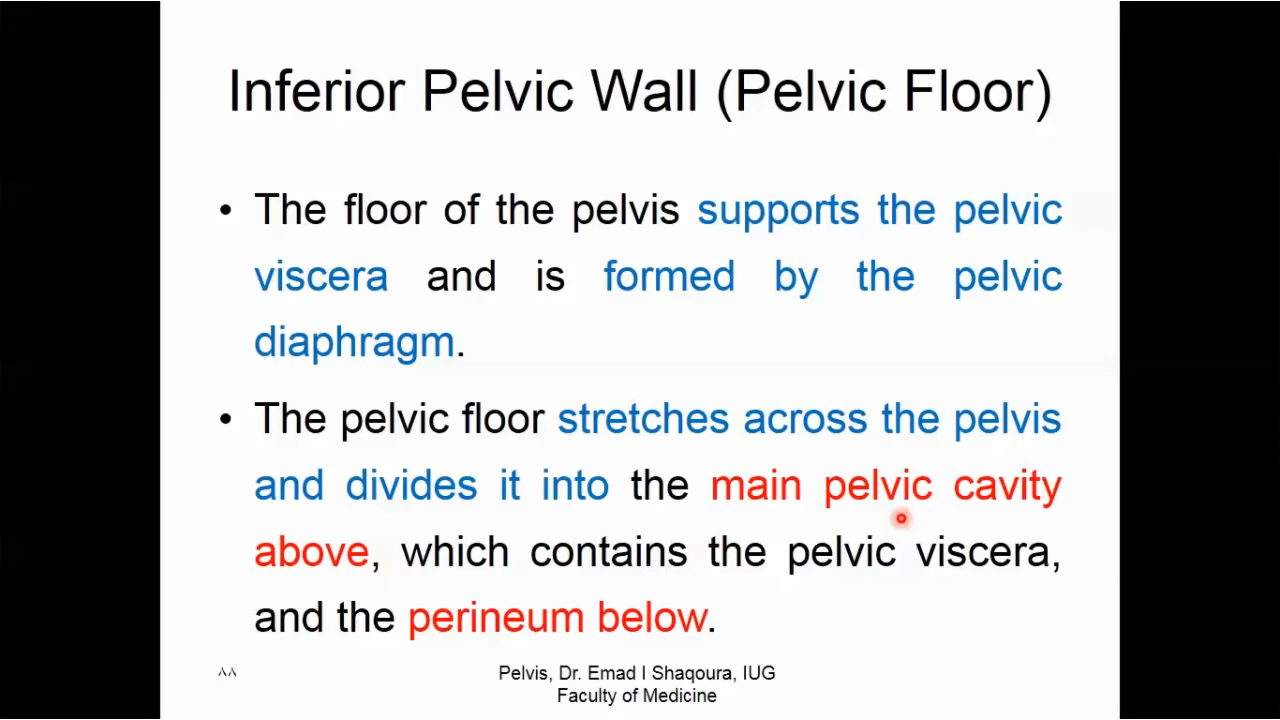 Inferior Pelvic Wall (Pelvic Floor)
• The floor of the pelvis supports the pelvic
viscera and is formed by the pelvic
diaphragm.
• The pelvic floor stretches across the pelvis
and divides it into the main pelvic cavity
above, which contains the pelvic viscera,
and the perineum below.
٨٨
Pelvis, Dr. Emad I Shaqoura, IUG
Faculty of Medicine